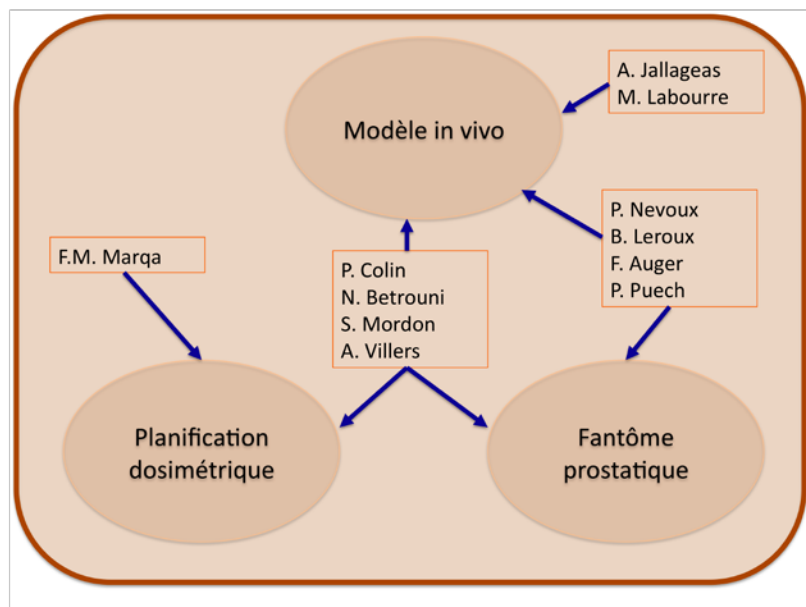 A. Jallageas
M. Labourre
Modèle in vivo
P. Nevoux
B. Leroux
F. Auger
P. Puech
F.M. Marqa
P. Colin
N. Betrouni
S. Mordon
A. Villers
Planification
dosimétrique
Fantôme
prostatique